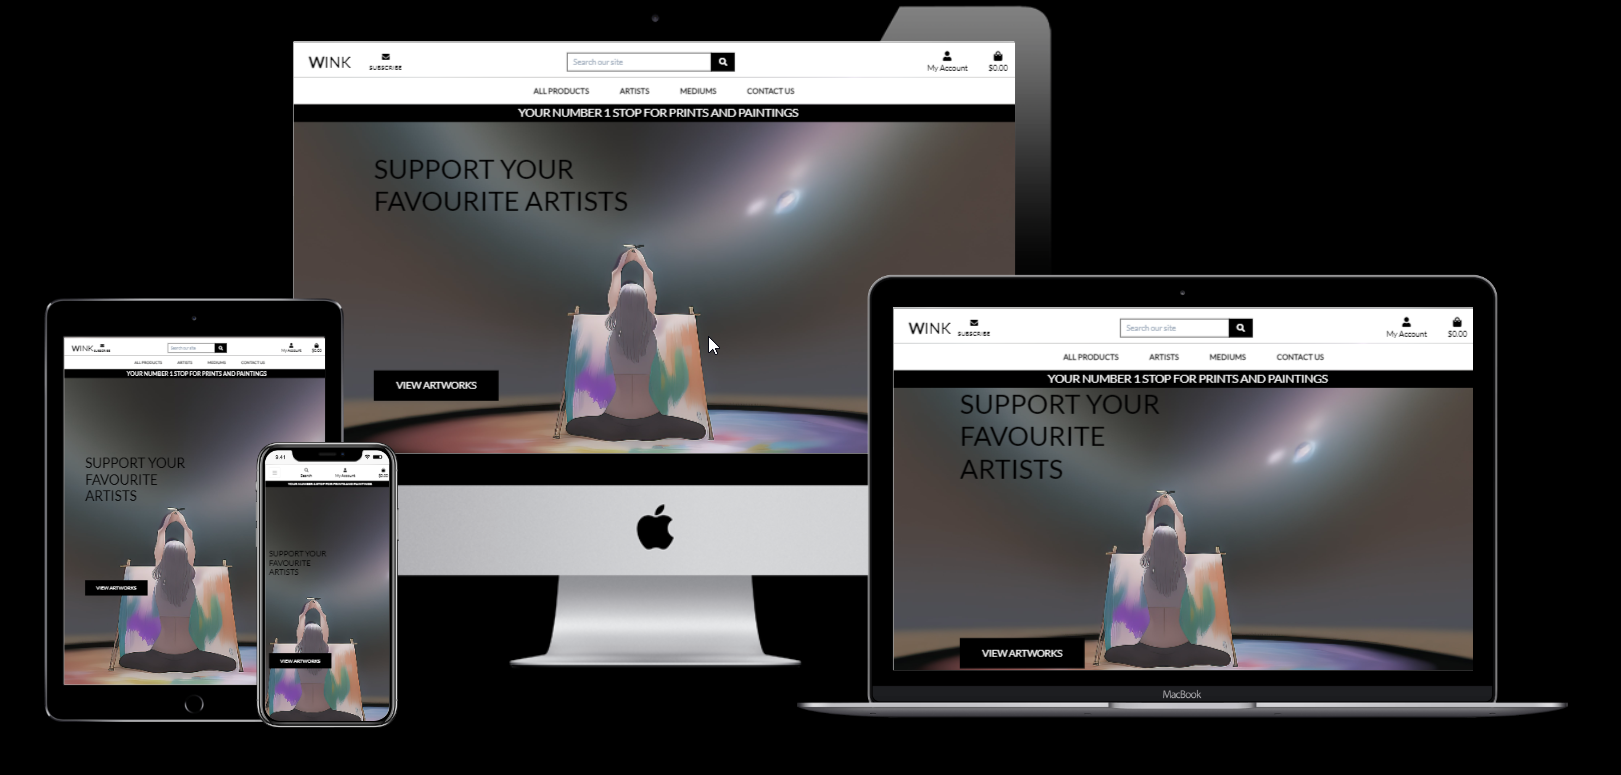 WINK
SUBSCRIBE
Search our site
My Account
$0.00
ALL PRODUCTS ARTISTS MEDIUMS CONTACT US
YOUR NUMBER 1 STOP FOR PRINTS AND PAINTINGS
SUPPORT YOUR
FAVOURITE ARTISTS
VIEW ARTWORKS
WINK
SUBSCRIBE
Search our site
My Account
$0.00
ALL PRODUCTS ARTISTS MEDIUMS CONTACT US
YOUR NUMBER 1 STOP FOR PRINTS AND PAINTINGS
SUPPORT YOUR
FAVOURITE
ARTISTS
VIEW ARTWORKS
9:41
Search
My Account
$0.00
YOUR NUMBER 1 STOP FOR PRINTS AND PAINTINGS
SUPPORT YOUR
FAVOURITE
ARTISTS
VIEW ARTWORKS
WINK
SUBSCRIBE
Search our site
My Account
$0.00
ALL PRODUCTS ARTISTS MEDIUMS CONTACT US
YOUR NUMBER 1 STOP FOR PRINTS AND PAINTINGS
SUPPORT YOUR
FAVOURITE
ARTISTS
VIEW ARTWORKS
MacBook